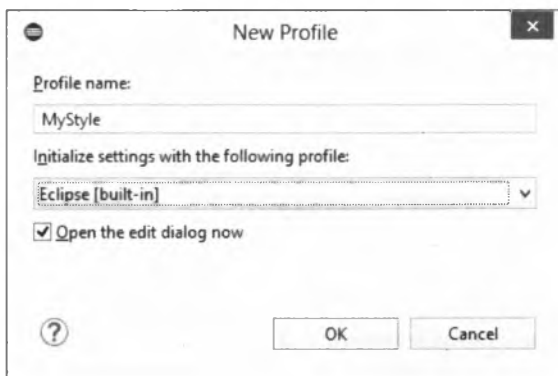 New Profile
Profile name:
MyStyle
Initialize settings with the following profile:
Eclipse [built-in]
Open the edit dialog now
OK Cancel